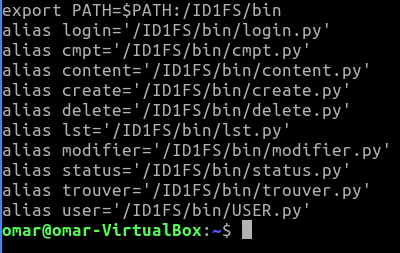 export PATH=$PATH:/ID1FS/bin
alias login='/ID1FS/bin/login.py'
alias cmpt='/ID1FS/bin/cmpt.py'
alias content='/ID1FS/bin/content.py'
alias create='/ID1FS/bin/create.py'
alias delete='/ID1FS/bin/delete.py'
alias lst='/ID1FS/bin/lst.py'
alias modifier='/ID1FS/bin/modifier.py'
alias status='/ID1FS/bin/status.py'
alias trouver='/ID1FS/bin/trouver.py'
alias user='/ID1FS/bin/USER.py'
omar@omar-VirtualBox:~$